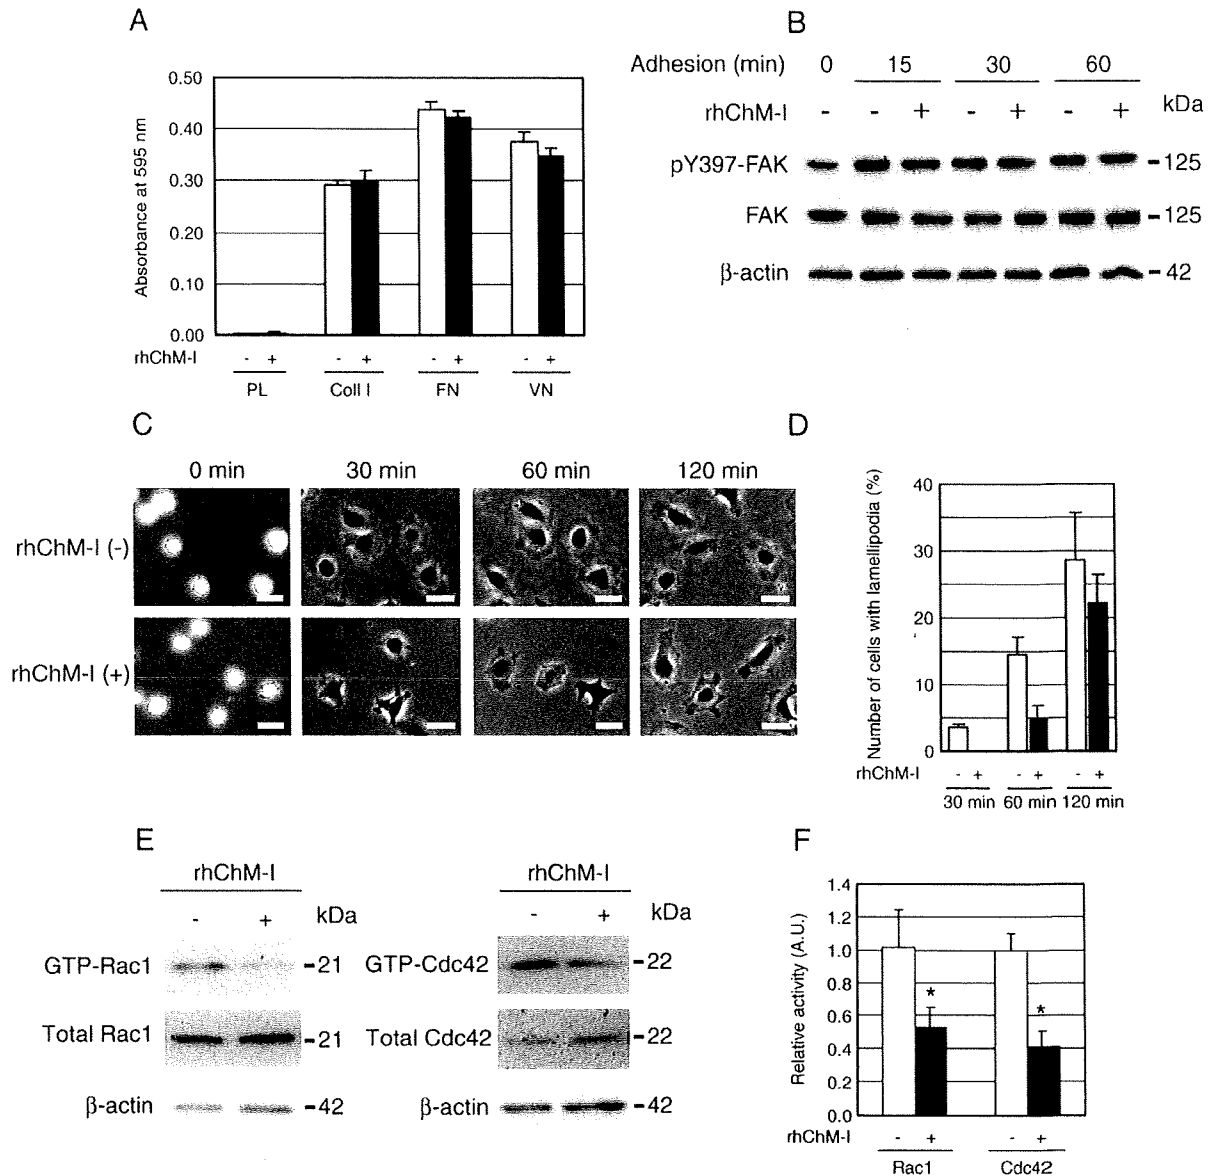 A
Absorbance at 595 nm
0.50
0.40
0.30
0.20
0.10
0.00
rhChM-I - + - + - + - +
PL Coll I FN VN
B
Adhesion (min) 0 15 30 60
rhChM-I - - + - + - + kDa
pY397-FAK -125
FAK -125
β-actin -42
C
0 min 30 min 60 min 120 min
rhChM-I (-)
rhChM-I (+)
D
Number of cells with lamellipodia (%)
40
30
20
10
0
rhChM-I - + - + - +
30 min 60 min 120 min
E
rhChM-I
- + kDa
GTP-Rac1 -21
Total Rac1 -21
β-actin -42
rhChM-I
- + kDa
GTP-Cdc42 -22
Total Cdc42 -22
β-actin -42
F
Relative activity (A.U.)
1.4
1.2
1.0
0.8
0.6
0.4
0.2
0.0
* *
rhChM-I - + - +
Rac1 Cdc42